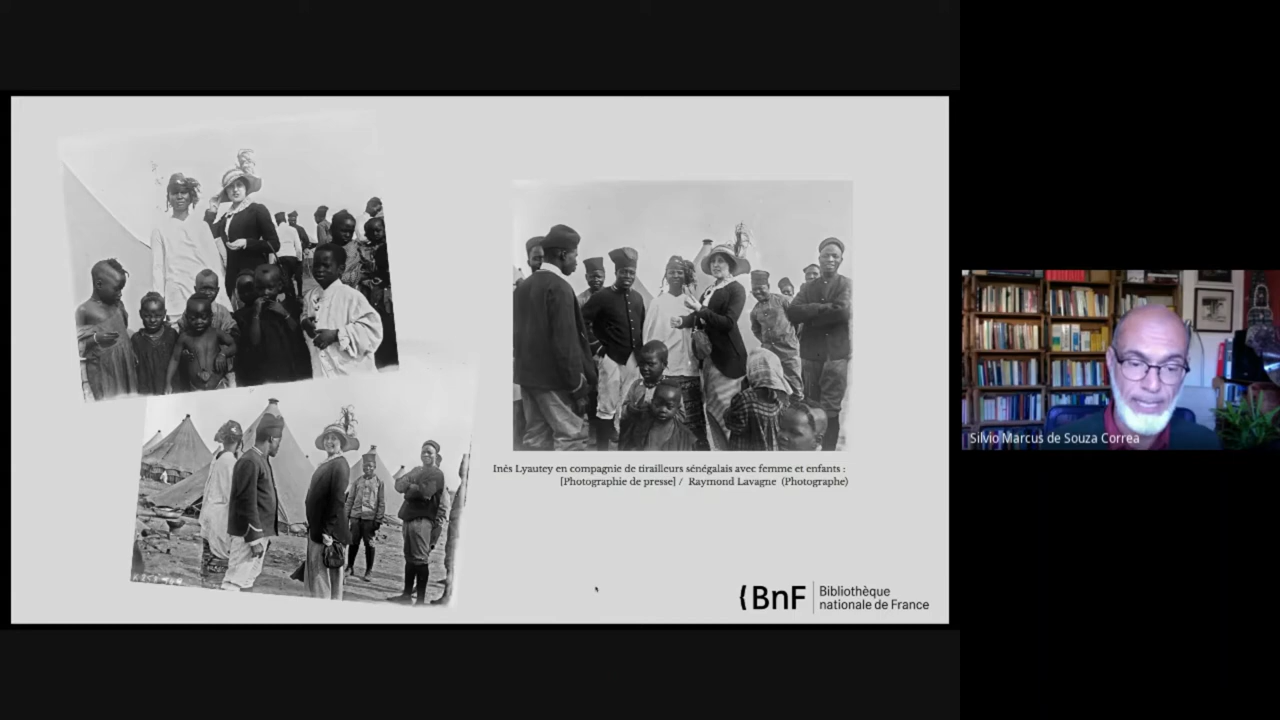 Inès Lyautey en compagnie de tirailleurs sénégalais avec femme et enfants :
[Photographie de presse] / Raymond Lavagne (Photographe)
BnF
Bibliothèque
nationale de France
Silvio Marcus de Souza Correa